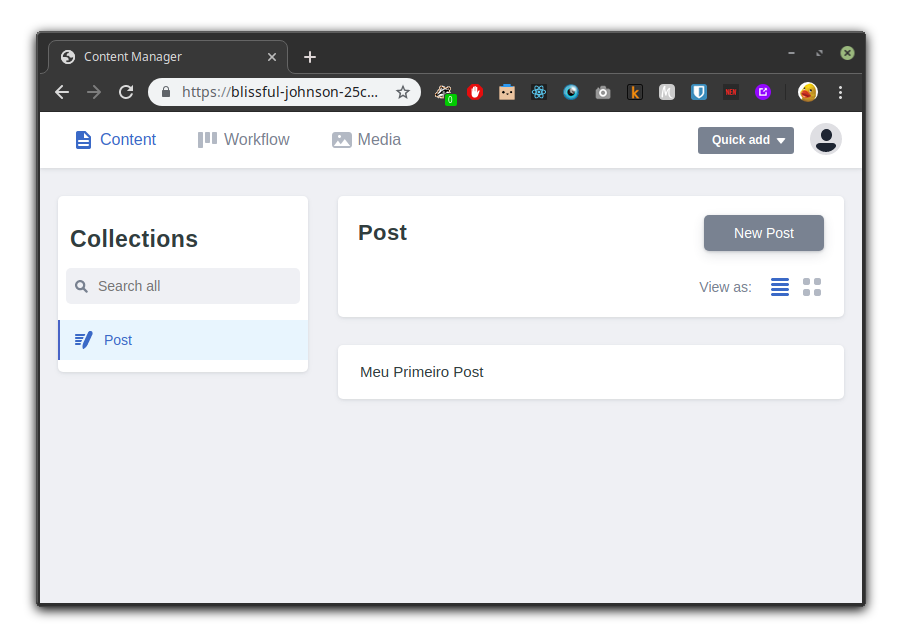 Content Manager
https://blissful-johnson-25c...
0
k
M
NEW
Content
Workflow
Media
Quick add
Collections
Search all
Post
Post
New Post
View as:
Meu Primeiro Post